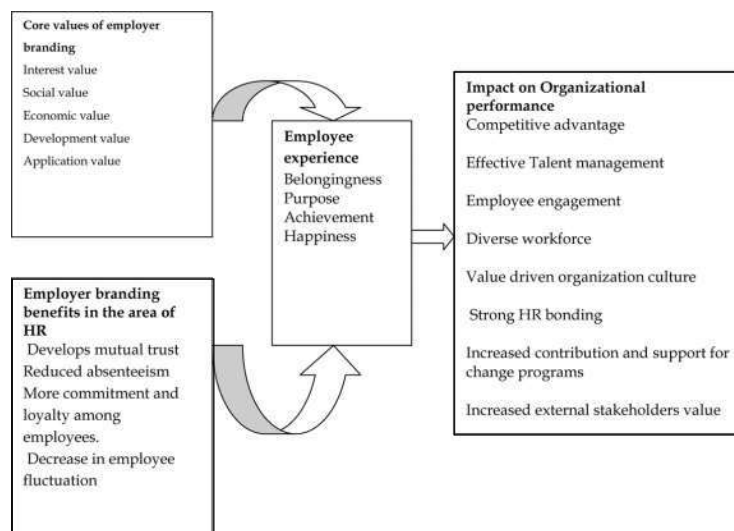 Core values of employer
branding
Interest value
Social value
Economic value
Development value
Application value
Employer branding
benefits in the area of
HR
Develops mutual trust
Reduced absenteeism
More commitment and
loyalty among
employees.
Decrease in employee
fluctuation
Employee
experience
Belongingness
Purpose
Achievement
Happiness
Impact on Organizational
performance
Competitive advantage
Effective Talent management
Employee engagement
Diverse workforce
Value driven organization culture
Strong HR bonding
Increased contribution and support for
change programs
Increased external stakeholders value